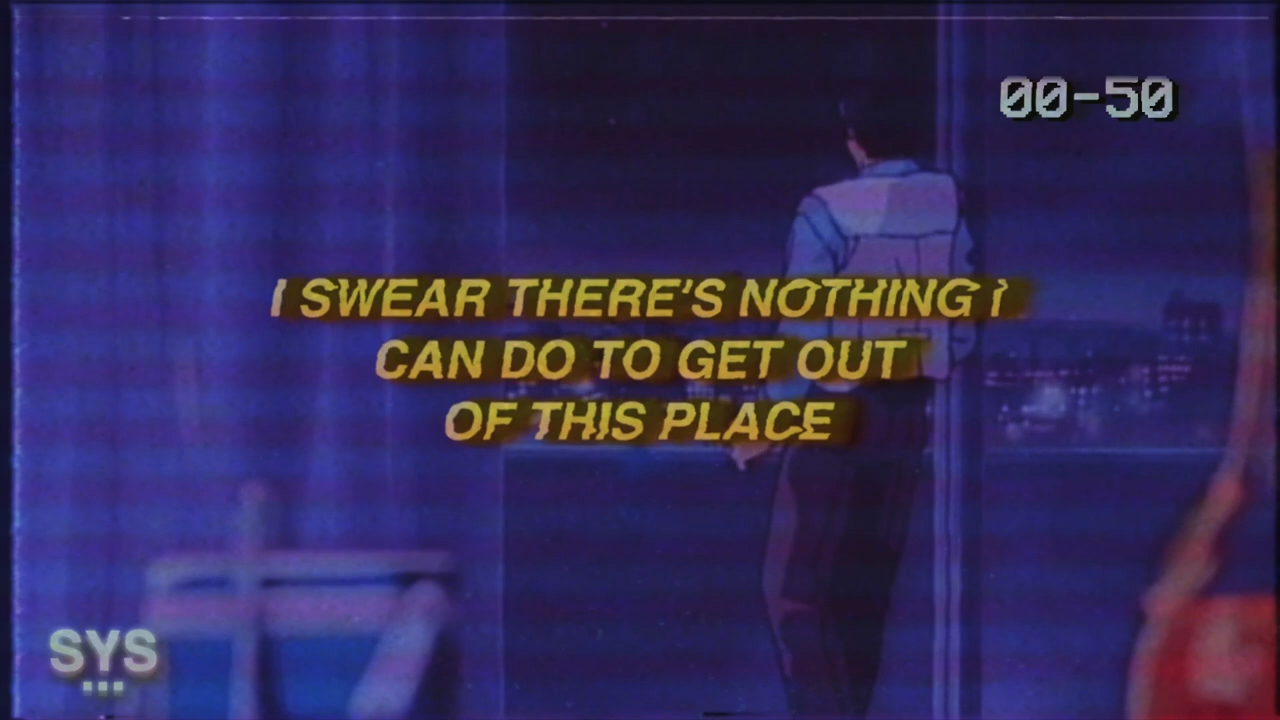 00-50
I SWEAR THERE'S NOTHING I
CAN DO TO GET OUT
OF THIS PLACE
SYS